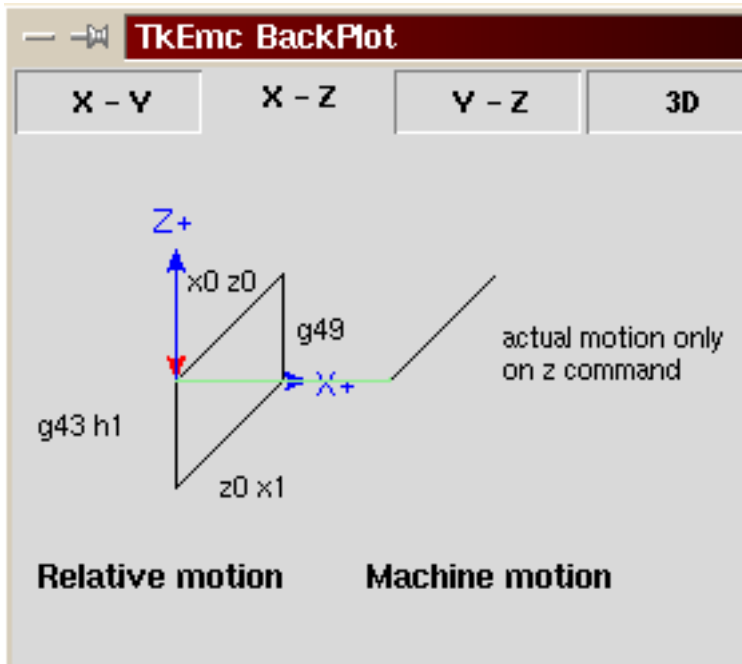 TkEmc BackPlot
X - Y
X - Z
Y - Z
3D
Z+
x0 z0
g49
actual motion only
on z command
X+
g43 h1
z0 x1
Relative motion
Machine motion